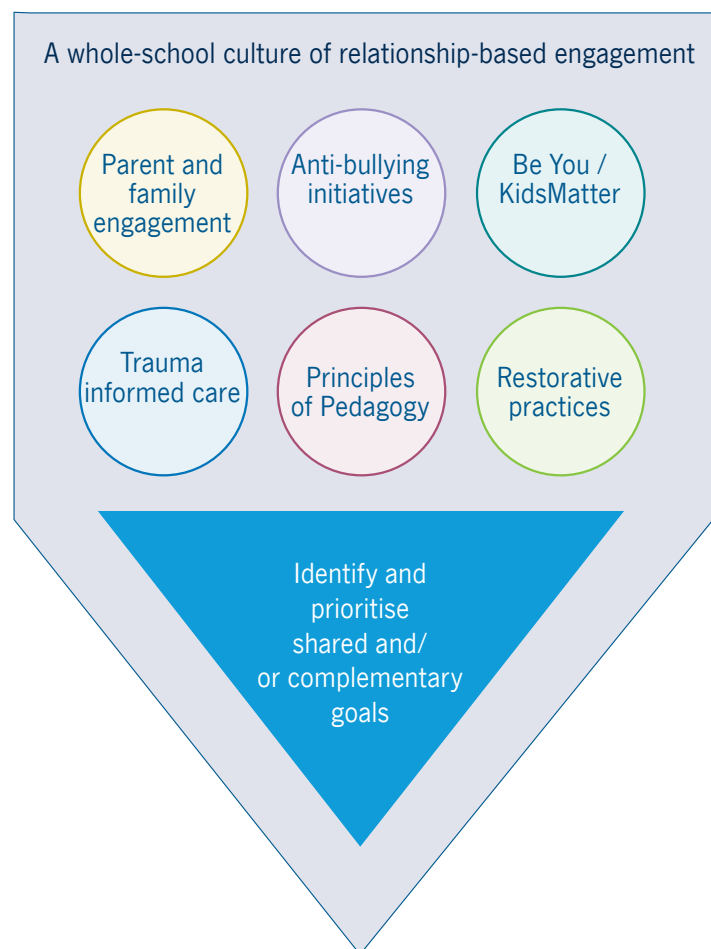 A whole-school culture of relationship-based engagement
Parent and
family
engagement
Anti-bullying
initiatives
Be You /
KidsMatter
Trauma
informed care
Principles
of Pedagogy
Restorative
practices
Identify and
prioritise
shared and/
or complementary
goals